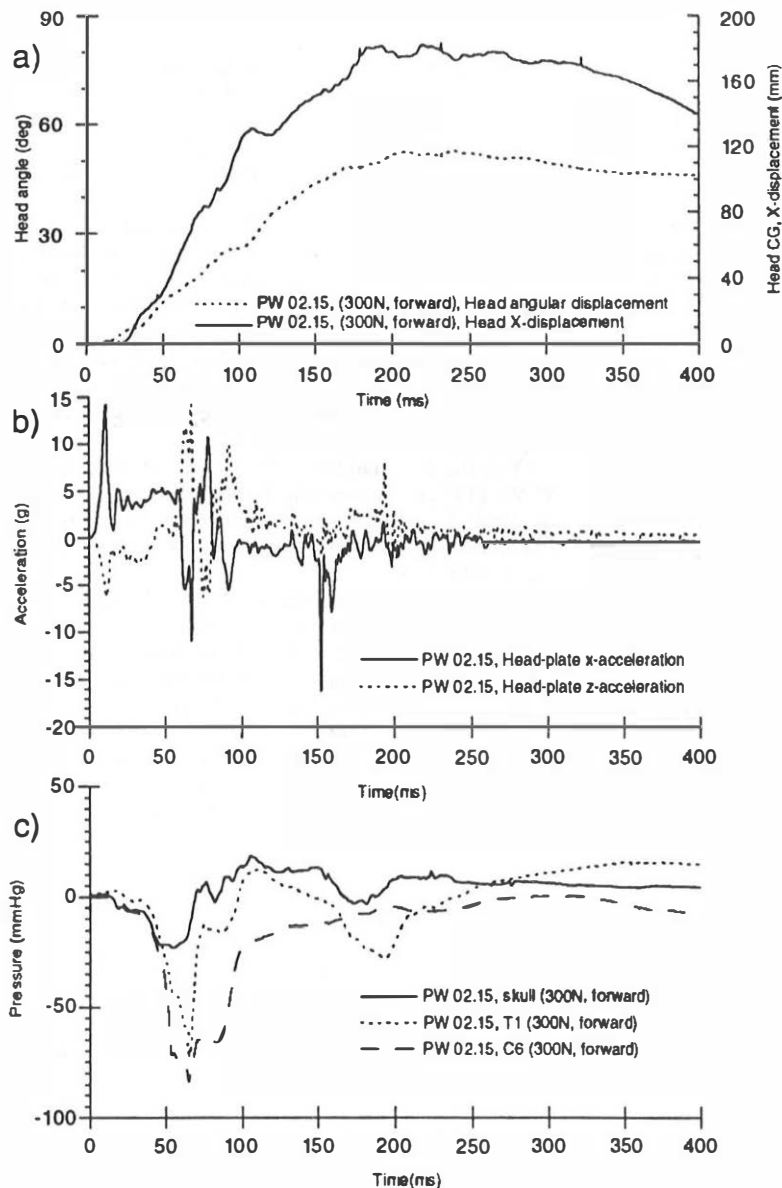 a)
90
60
30
0
Head angle (deg)
200
160
120
80
40
0
Head CG, X-displacement (mm)
PW 02.15, (300N, forward), Head angular displacement
PW 02.15, (300N, forward), Head X-displacement
0 50 100 150 200 250 300 350 400
Time (ms)
b)
15
10
5
0
-5
-10
-15
-20
Acceleration (g)
PW 02.15, Head-plate x-acceleration
PW 02.15, Head-plate z-acceleration
0 50 100 150 200 250 300 350 400
Time(ms)
c)
50
0
-50
-100
Pressure (mmHg)
PW 02.15, skull (300N, forward)
PW 02.15, T1 (300N, forward)
PW 02.15, C6 (300N, forward)
0 50 100 150 200 250 300 350 400
Time(ms)